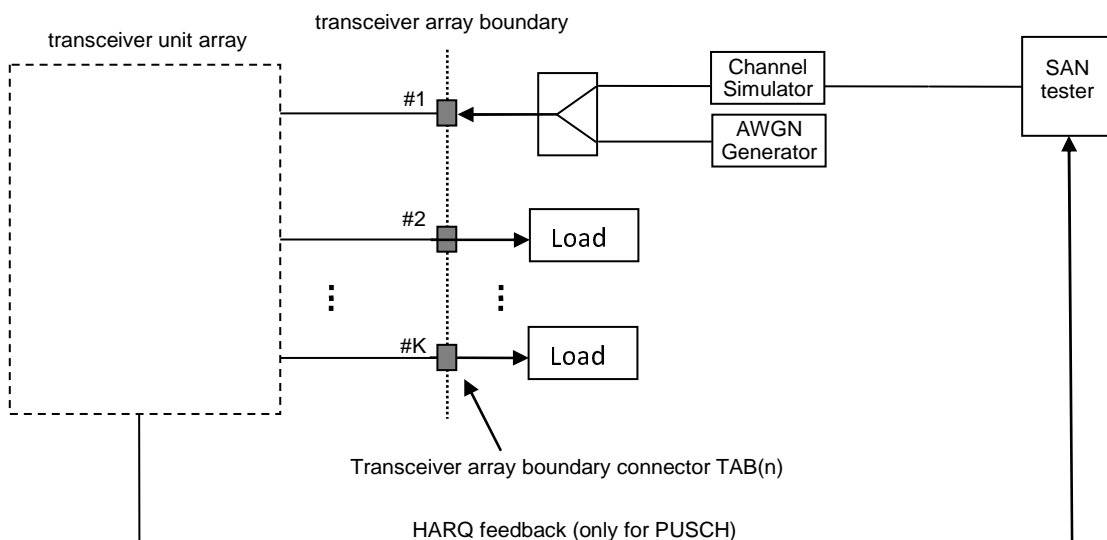 transceiver array boundary
transceiver unit array
Channel
Simulator
SAN
tester
#1
AWGN
Generator
#2
Load
#K
Load
Transceiver array boundary connector TAB(n)
HARQ feedback (only for PUSCH)